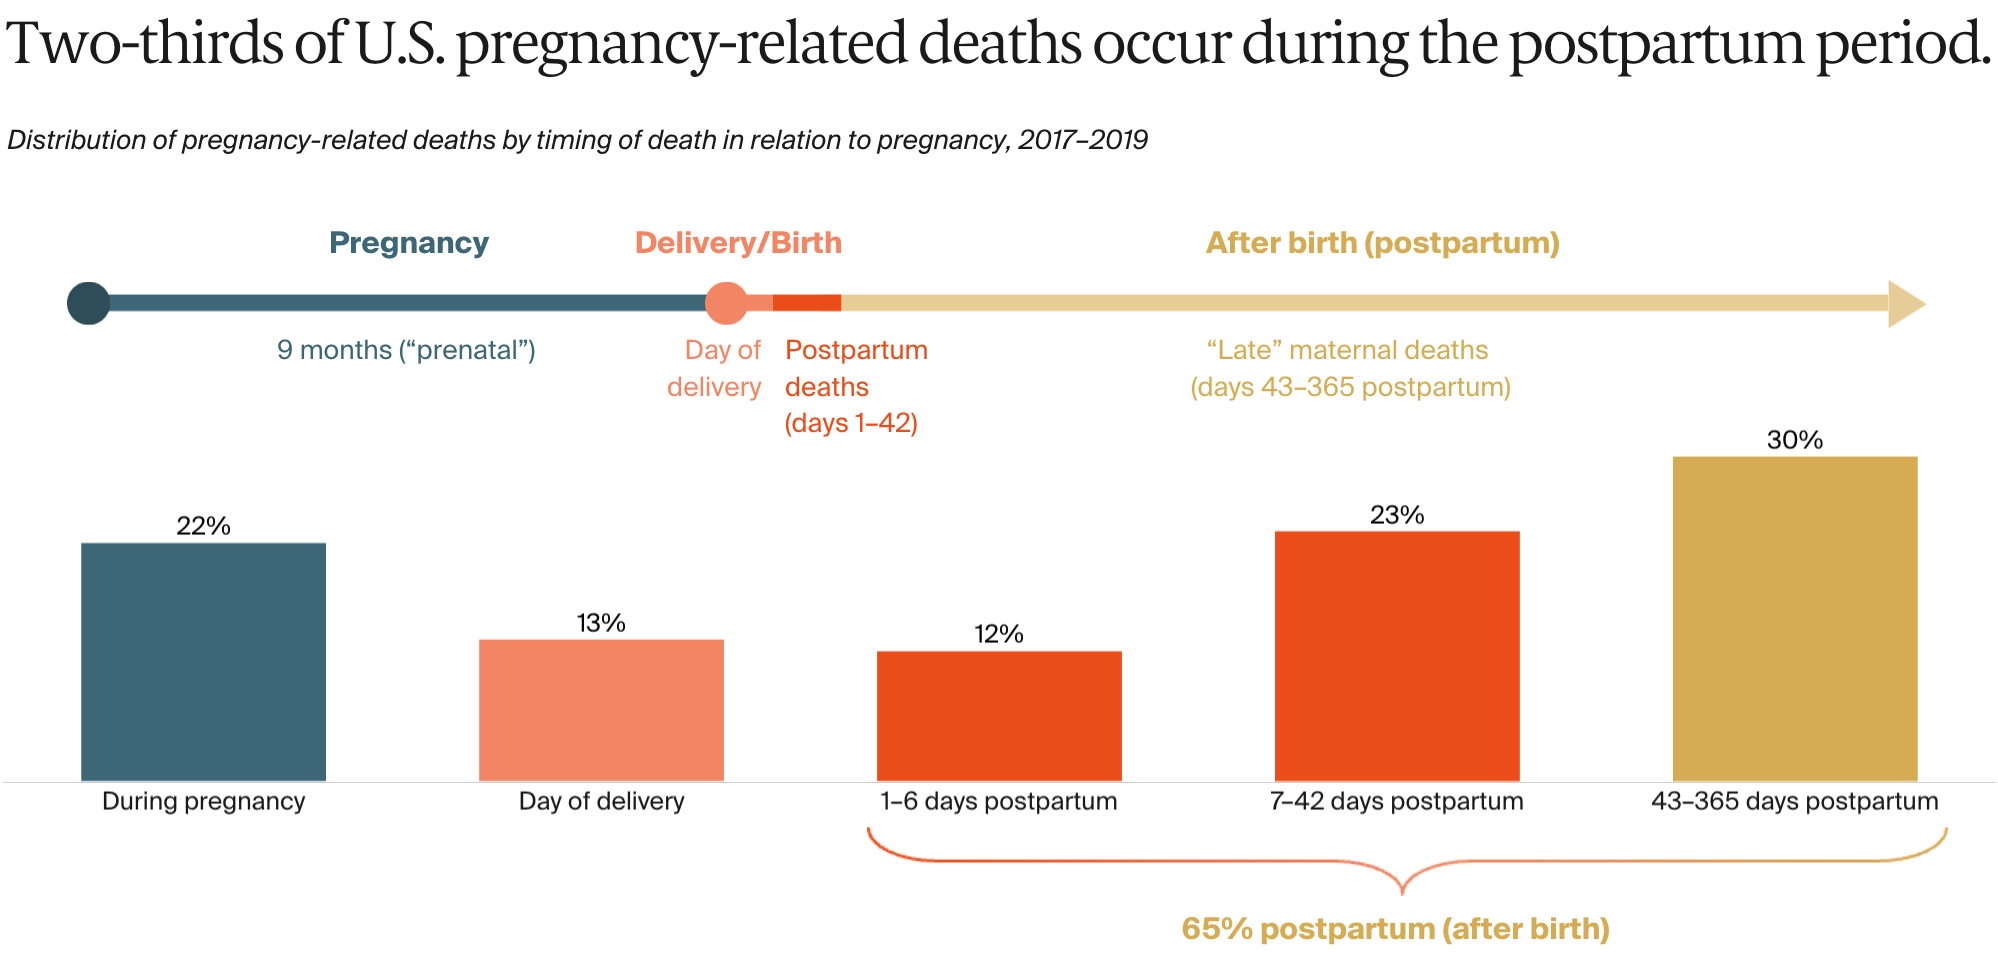 Two-thirds of U.S. pregnancy-related deaths occur during the postpartum period.
Distribution of pregnancy-related deaths by timing of death in relation to pregnancy, 2017–2019
Pregnancy
Delivery/Birth
After birth (postpartum)
9 months (“prenatal”)
Day of
delivery
Postpartum
deaths
(days 1–42)
“Late” maternal deaths
(days 43–365 postpartum)
22%
13%
12%
23%
30%
During pregnancy
Day of delivery
1–6 days postpartum
7–42 days postpartum
43–365 days postpartum
65% postpartum (after birth)